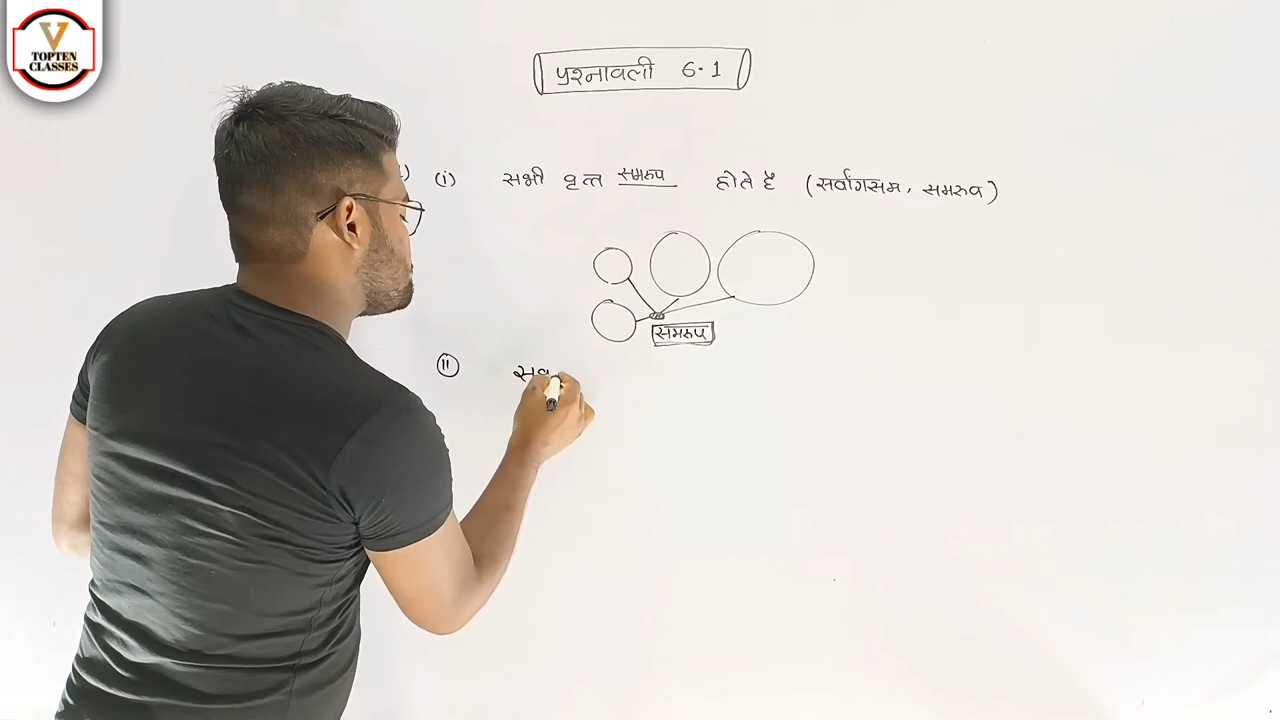 V
TOPTEN
CLASSES
प्रश्नावली 6.1
(i) सभी वृत्त समरुप होते है (सर्वांगसम, समरुप)
समरुप
(ii)